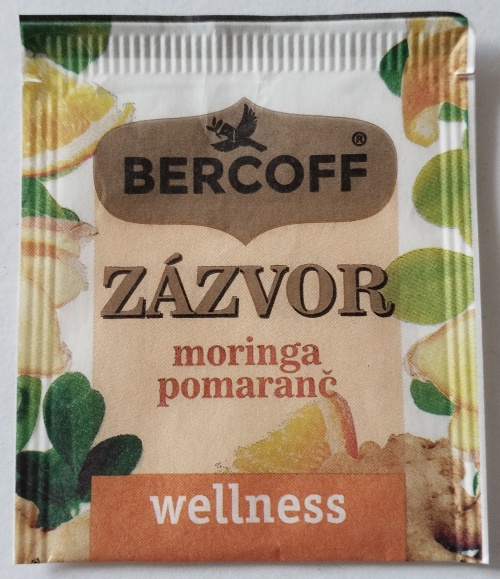 BERCOFF®
ZÁZVOR
moringa
pomaranč
wellness